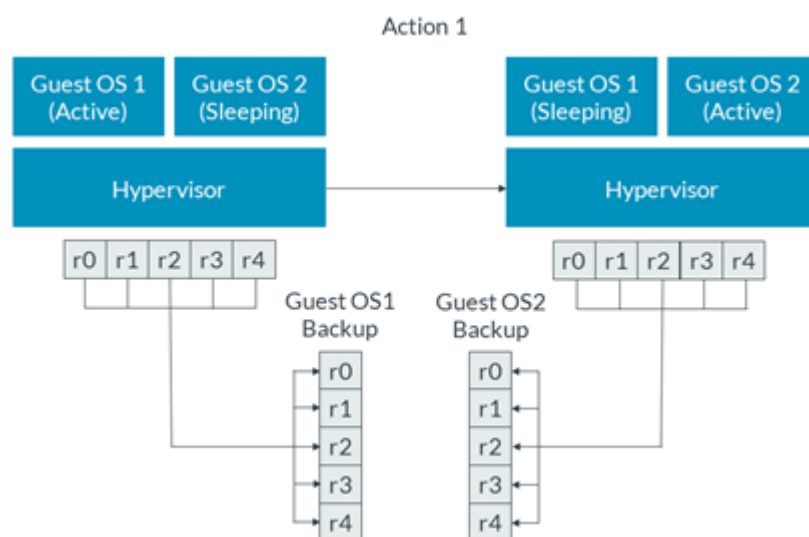 Action 1
Guest OS 1
(Active)
Guest OS 2
(Sleeping)
Guest OS 1
(Sleeping)
Guest OS 2
(Active)
Hypervisor
Hypervisor
r0 r1 r2 r3 r4
r0 r1 r2 r3 r4
Guest OS1
Backup
Guest OS2
Backup
r0
r1
r2
r3
r4
r0
r1
r2
r3
r4